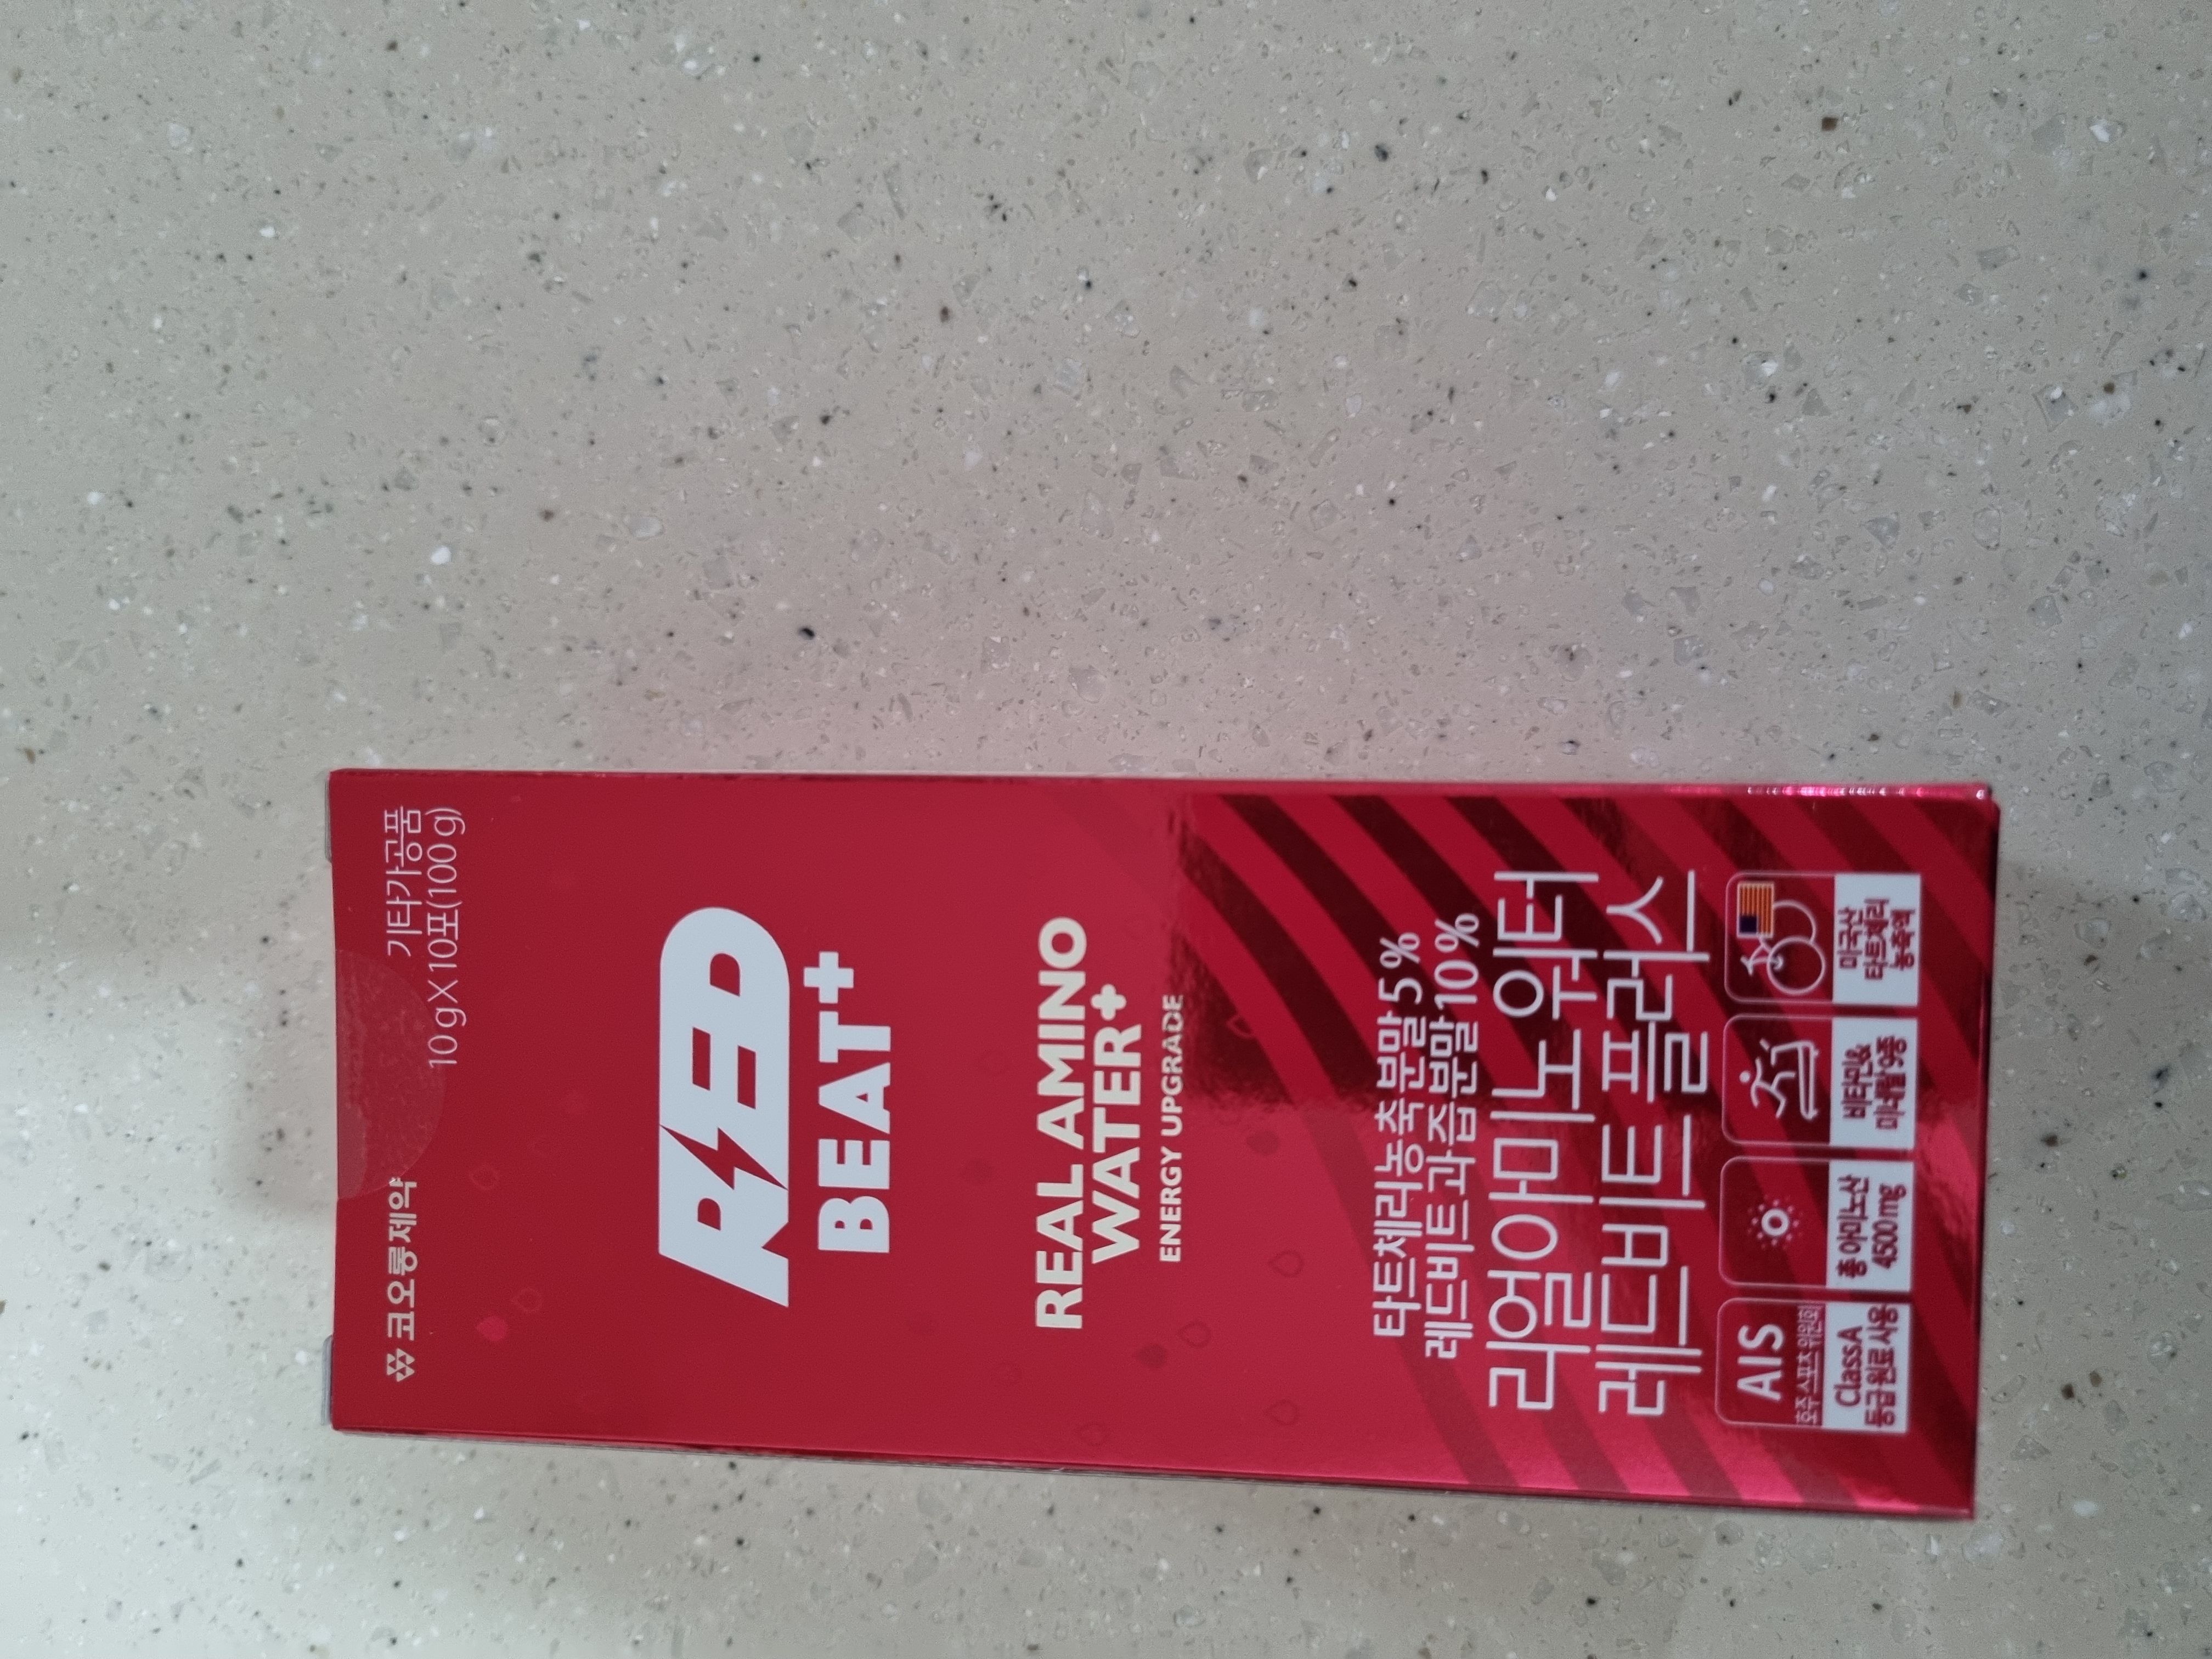 코오롱제약
기타가공품
10 g X 10포(100 g)
RED
BEAT+
REAL AMINO
WATER+
ENERGY UPGRADE
타트체리농축분말 5 %
레드비트과즙분말 10 %
리얼아미노 워터
레드비트 플러스
AIS
호주스포츠위원회
ClassA
등급 원료 사용
총 아미노산
4500 mg
비타민&
미네랄 9종
미국산
타트체리
농축액